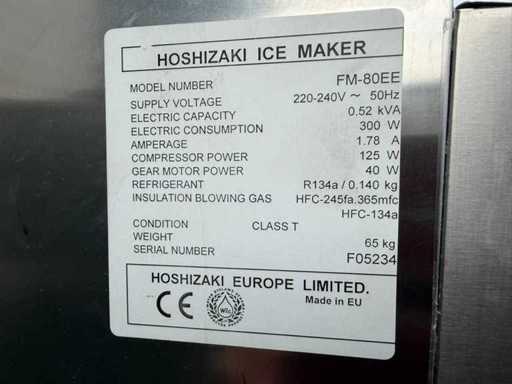 HOSHIZAKI ICE MAKER
MODEL NUMBER FM-80EE
SUPPLY VOLTAGE 220-240V ~ 50Hz
ELECTRIC CAPACITY 0.52 kVA
ELECTRIC CONSUMPTION 300 W
AMPERAGE 1.78 A
COMPRESSOR POWER 125 W
GEAR MOTOR POWER 40 W
REFRIGERANT R134a / 0.140 kg
INSULATION BLOWING GAS HFC-245fa.365mfc
HFC-134a
CONDITION CLASS T
WEIGHT 65 kg
SERIAL NUMBER F05234
HOSHIZAKI EUROPE LIMITED.
Made in EU
CE